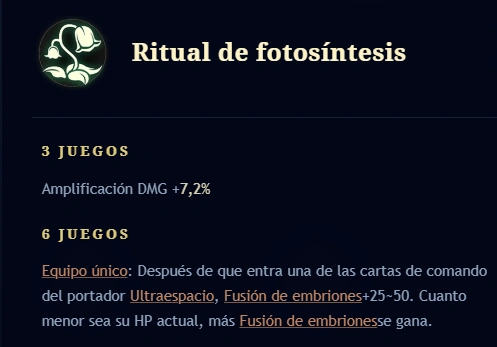 Ritual de fotosíntesis
3 JUEGOS
Amplificación DMG +7,2%
6 JUEGOS
Equipo único: Después de que entra una de las cartas de comando
del portador Ultraespacio, Fusión de embriones+25~50. Cuanto
menor sea su HP actual, más Fusión de embrionesse gana.